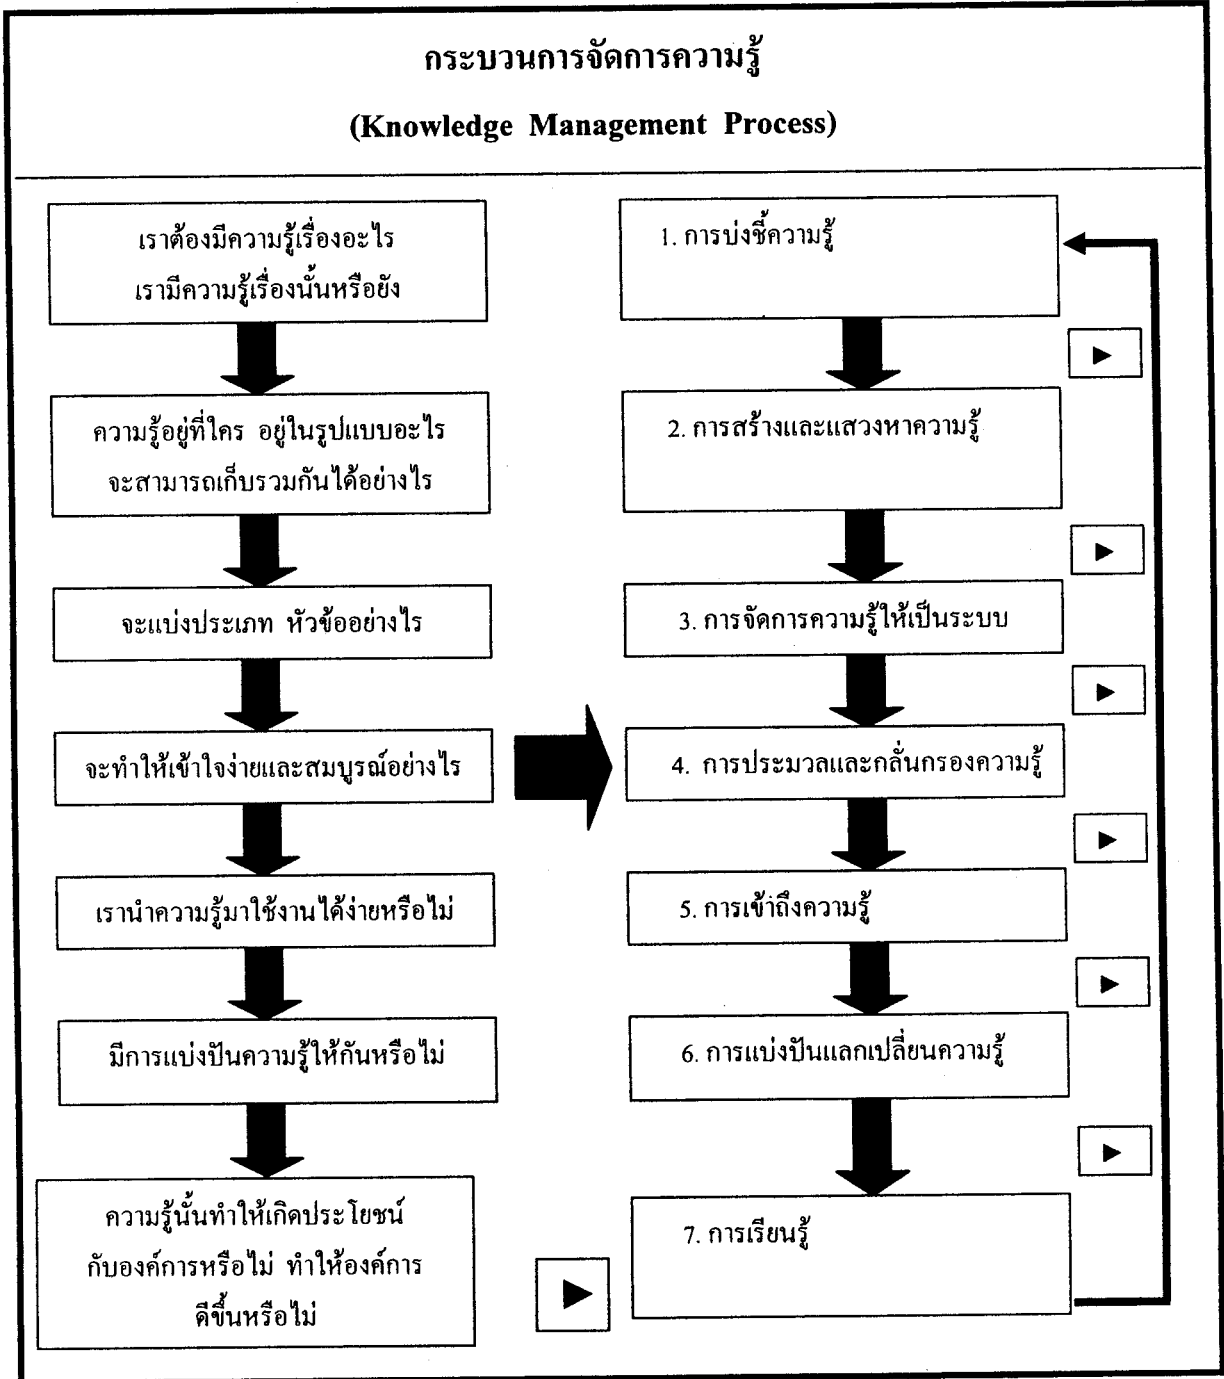 กระบวนการจัดการความรู้
(Knowledge Management Process)
เราต้องมีความรู้เรื่องอะไร
เรามีความรู้เรื่องนั้นหรือยัง
ความรู้อยู่ที่ใคร อยู่ในรูปแบบอะไร
จะสามารถเก็บรวมกันได้อย่างไร
จะแบ่งประเภท หัวข้ออย่างไร
จะทำให้เข้าใจง่ายและสมบูรณ์อย่างไร
เรานำความรู้มาใช้งานได้ง่ายหรือไม่
มีการแบ่งปันความรู้ให้กันหรือไม่
ความรู้นั้นทำให้เกิดประโยชน์
กับองค์การหรือไม่ ทำให้องค์การ
ดีขึ้นหรือไม่
1. การบ่งชี้ความรู้
2. การสร้างและแสวงหาความรู้
3. การจัดการความรู้ให้เป็นระบบ
4. การประมวลและกลั่นกรองความรู้
5. การเข้าถึงความรู้
6. การแบ่งปันแลกเปลี่ยนความรู้
7. การเรียนรู้